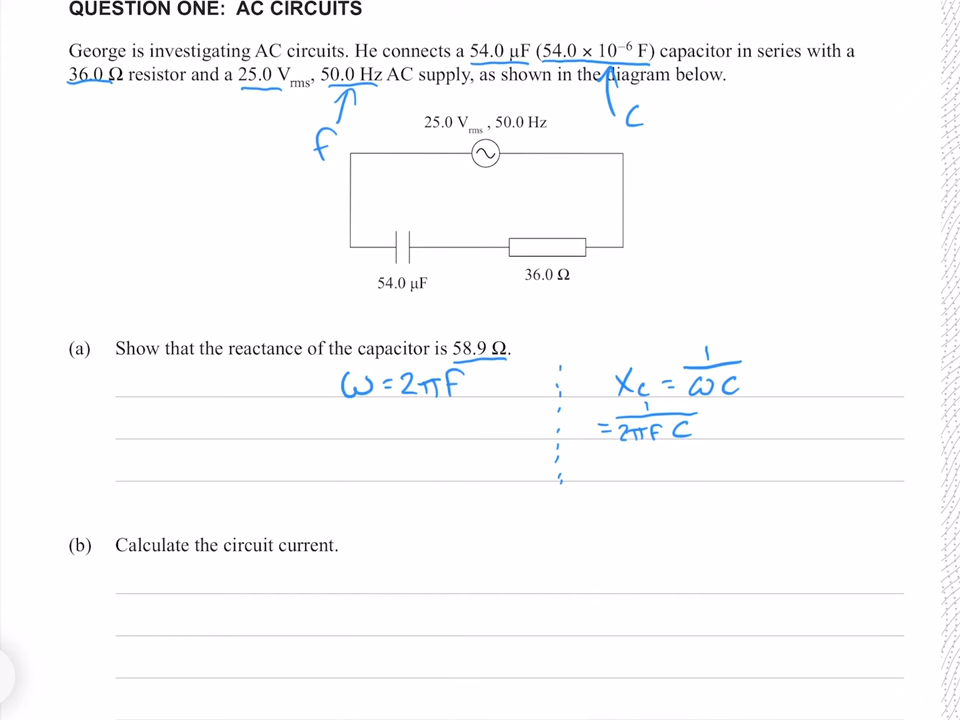 QUESTION ONE: AC CIRCUITS
George is investigating AC circuits. He connects a 54.0 µF (54.0 × 10⁻⁶ F) capacitor in series with a
36.0 Ω resistor and a 25.0 Vrms, 50.0 Hz AC supply, as shown in the diagram below.
f
C
25.0 Vrms , 50.0 Hz
54.0 µF
36.0 Ω
(a) Show that the reactance of the capacitor is 58.9 Ω.
ω = 2πF
Xc = 1/ωC
= 1/2πF C
(b) Calculate the circuit current.